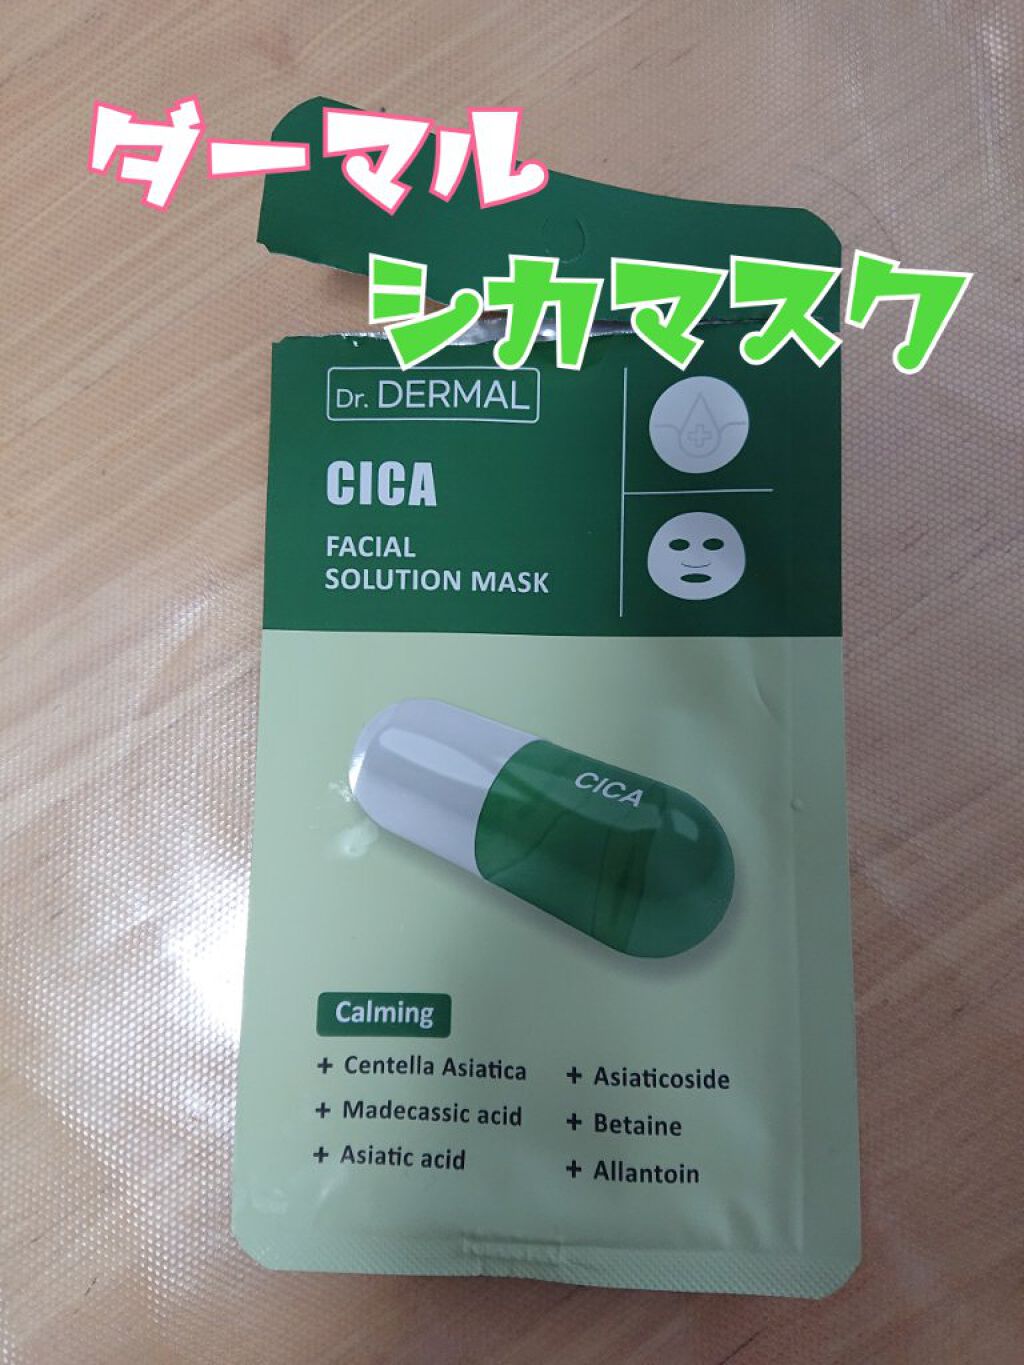 ダーマル
シカマスク
Dr. DERMAL
CICA
FACIAL
SOLUTION MASK
CICA
Calming
+ Centella Asiatica
+ Madecassic acid
+ Asiatic acid
+ Asiaticoside
+ Betaine
+ Allantoin